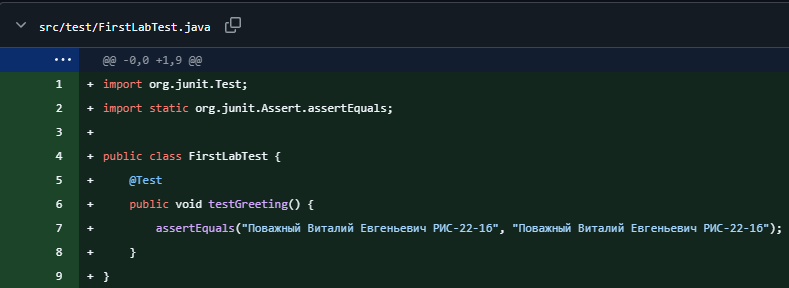 src/test/FirstLabTest.java
@@ -0,0 +1,9 @@
1 + import org.junit.Test;
2 + import static org.junit.Assert.assertEquals;
3 +
4 + public class FirstLabTest {
5 + @Test
6 + public void testGreeting() {
7 + assertEquals("Поважный Виталий Евгеньевич РИС-22-1б", "Поважный Виталий Евгеньевич РИС-22-1б");
8 + }
9 + }